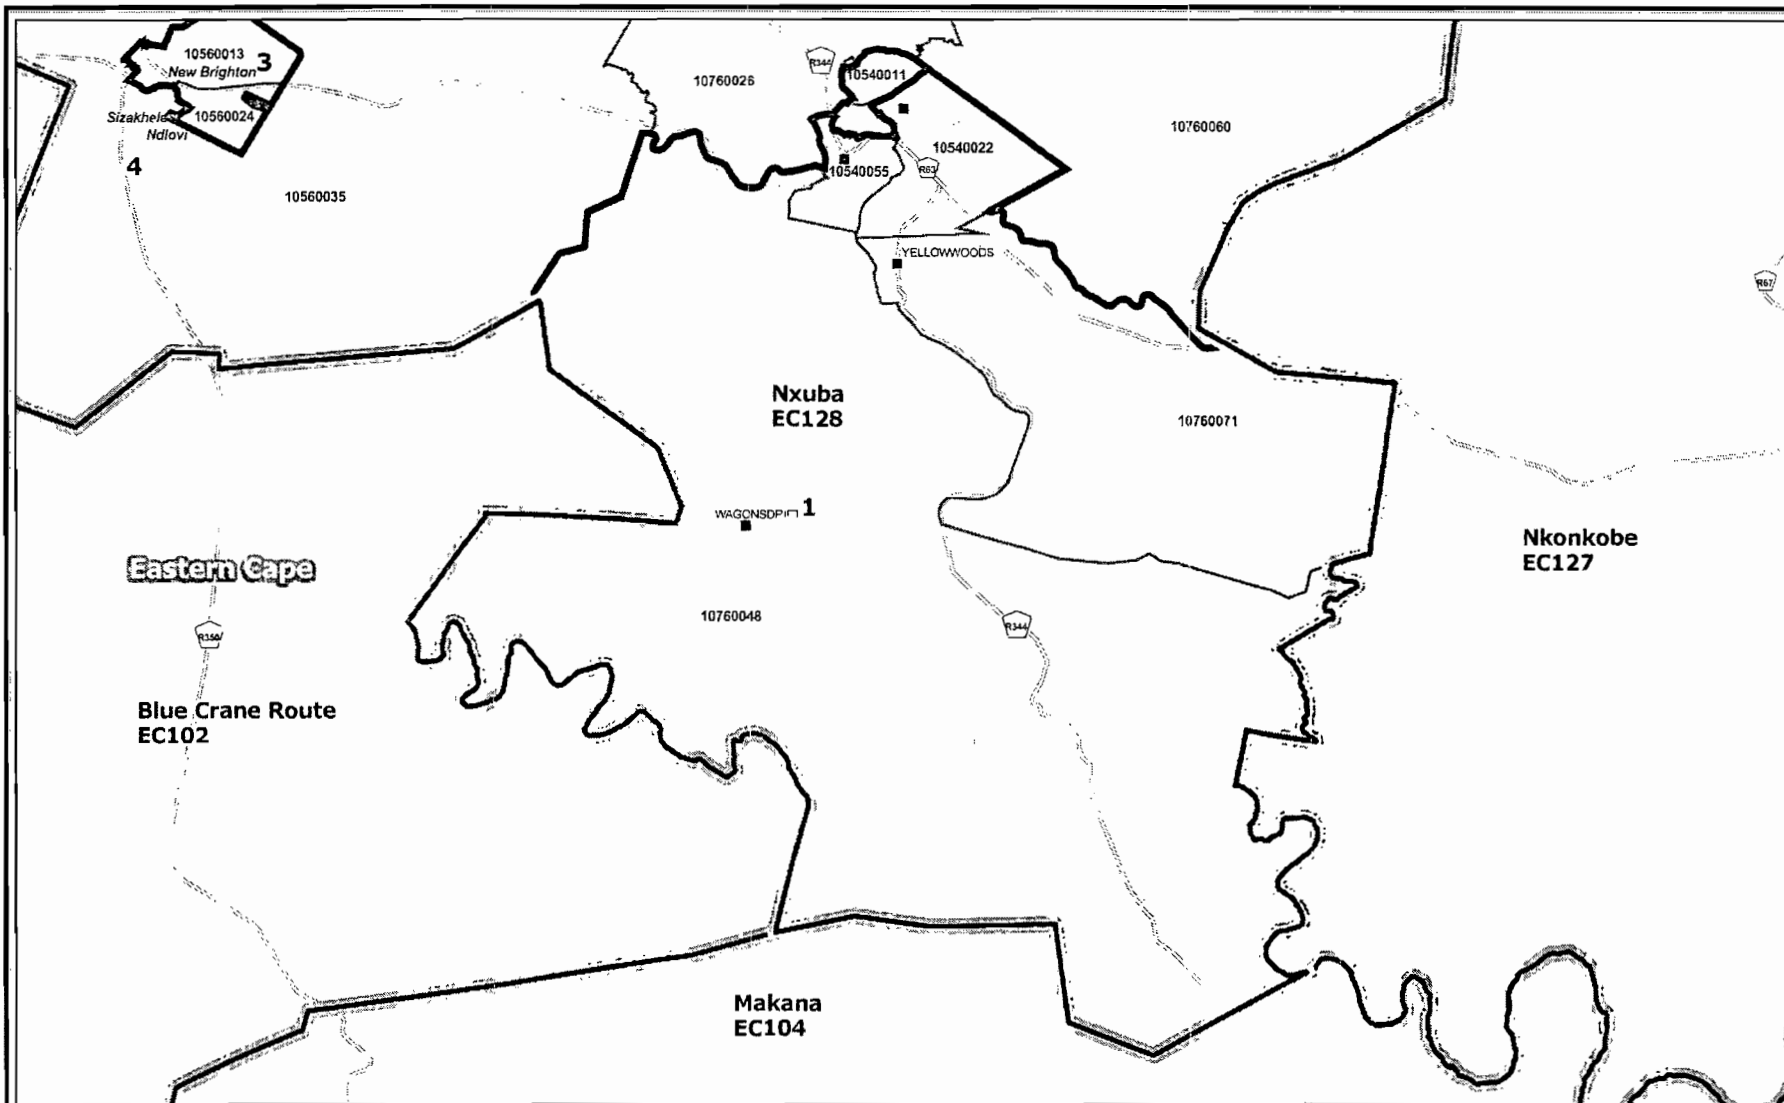 10560013
New Brighton 3
10760026
R344
10540011
Sizakhele
10560024
Ndlovi
10760060
4
10540022
R63
10540055
10560035
YELLOWWOODS
R67
Nxuba
EC128
10760071
1
Nkonkobe
EC127
Eastern Cape
10760048
R344
R350
Blue Crane Route
EC102
Makana
EC104